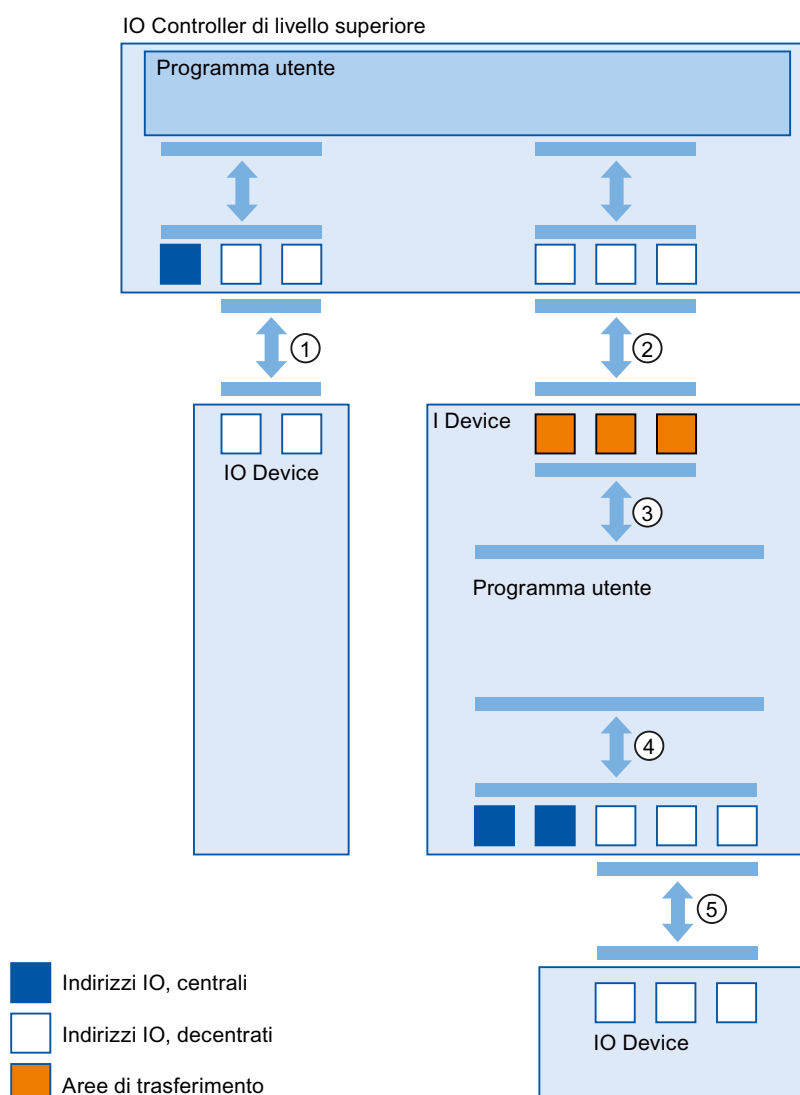 IO Controller di livello superiore
Programma utente
①
②
I Device
IO Device
③
Programma utente
④
⑤
Indirizzi IO, centrali
Indirizzi IO, decentrati
IO Device
Aree di trasferimento